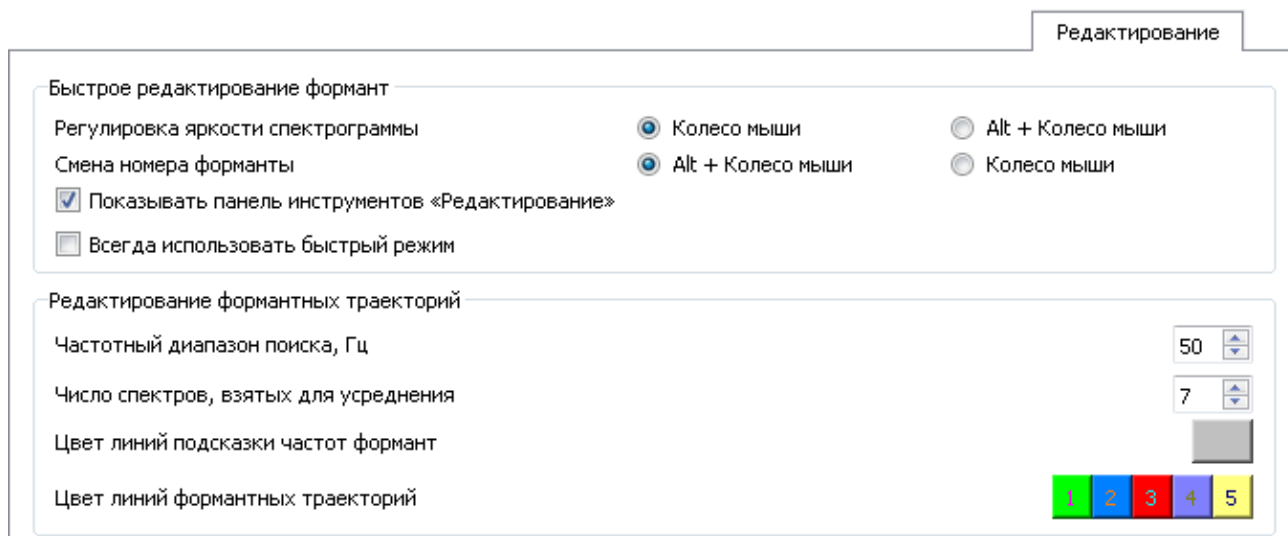 Редактирование
Быстрое редактирование формант
Регулировка яркости спектрограммы Колесо мыши Alt + Колесо мыши
Смена номера форманты Alt + Колесо мыши Колесо мыши
Показывать панель инструментов «Редактирование»
Всегда использовать быстрый режим
Редактирование формантных траекторий
Частотный диапазон поиска, Гц 50
Число спектров, взятых для усреднения 7
Цвет линий подсказки частот формант
Цвет линий формантных траекторий 1 2 3 4 5